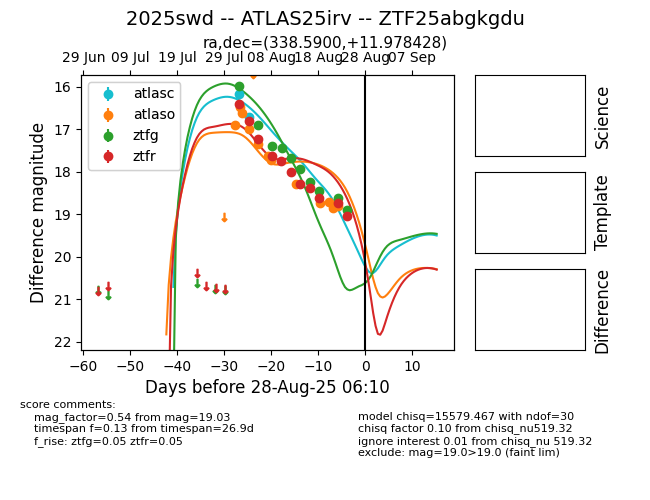 2025swd -- ATLAS25irv -- ZTF25abgkgdu
ra,dec=(338.5900,+11.978428)
29 Jun 09 Jul 19 Jul 29 Jul 08 Aug 18 Aug 28 Aug 07 Sep
atlasc
atlaso
ztfg
ztfr
16
17
18
19
20
21
22
Difference magnitude
−60 −50 −40 −30 −20 −10 0 10
Days before 28-Aug-25 06:10
Science
Template
Difference
score comments:
mag_factor=0.54 from mag=19.03
timespan f=0.13 from timespan=26.9d
f_rise: ztfg=0.05 ztfr=0.05
model chisq=15579.467 with ndof=30
chisq factor 0.10 from chisq_nu519.32
ignore interest 0.01 from chisq_nu 519.32
exclude: mag=19.0>19.0 (faint lim)